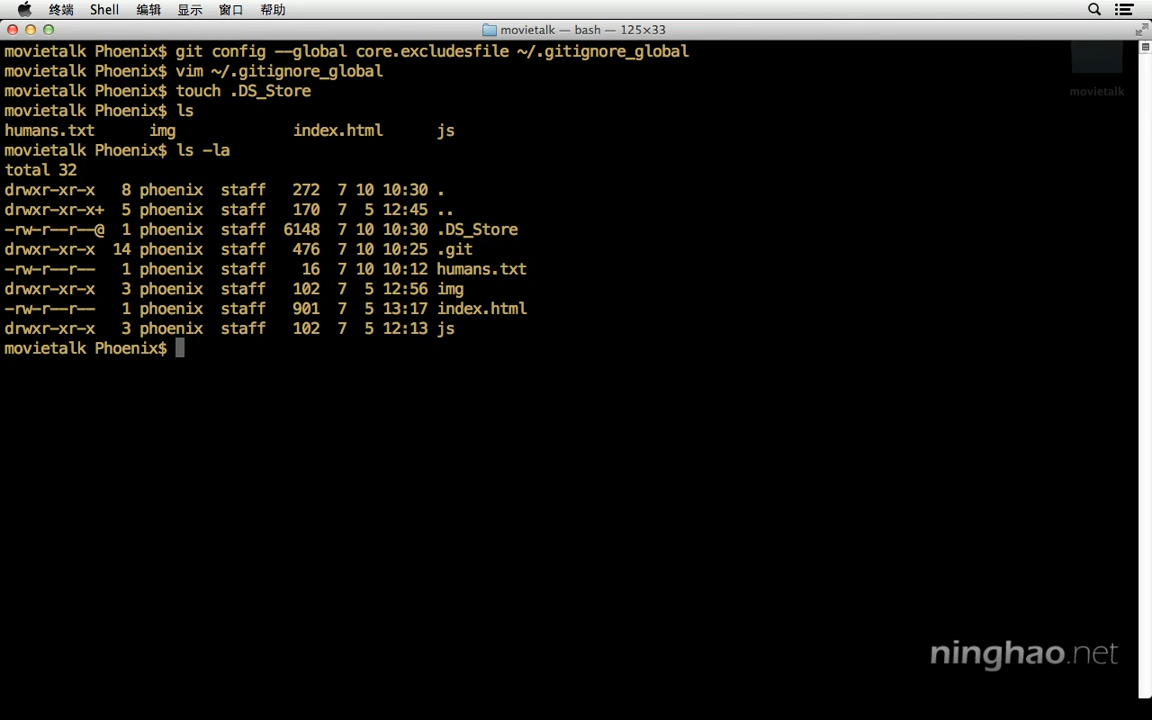 终端 Shell 编辑 显示 窗口 帮助
movietalk — bash — 125×33
movietalk Phoenix$ git config --global core.excludesfile ~/.gitignore_global
movietalk Phoenix$ vim ~/.gitignore_global
movietalk
movietalk Phoenix$ touch .DS_Store
movietalk Phoenix$ ls
humans.txt img index.html js
movietalk Phoenix$ ls -la
total 32
drwxr-xr-x 8 phoenix staff 272 7 10 10:30 .
drwxr-xr-x+ 5 phoenix staff 170 7 5 12:45 ..
-rw-r--r--@ 1 phoenix staff 6148 7 10 10:30 .DS_Store
drwxr-xr-x 14 phoenix staff 476 7 10 10:25 .git
-rw-r--r-- 1 phoenix staff 16 7 10 10:12 humans.txt
drwxr-xr-x 3 phoenix staff 102 7 5 12:56 img
-rw-r--r-- 1 phoenix staff 901 7 5 13:17 index.html
drwxr-xr-x 3 phoenix staff 102 7 5 12:13 js
movietalk Phoenix$
ninghao.net